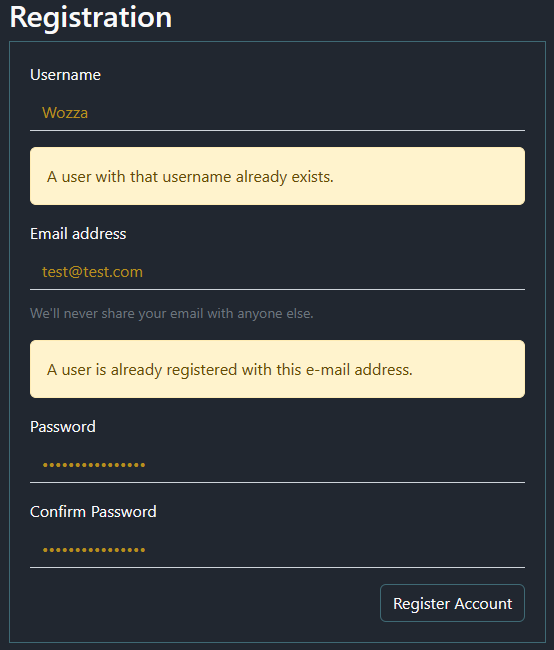 Registration
Username
Wozza
A user with that username already exists.
Email address
test@test.com
We'll never share your email with anyone else.
A user is already registered with this e-mail address.
Password
••••••••••••••••
Confirm Password
••••••••••••••••
Register Account